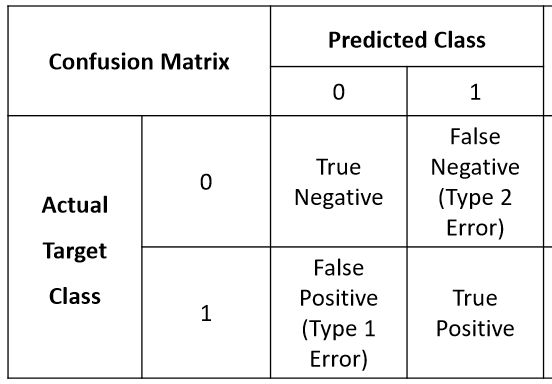 Confusion Matrix
Predicted Class
0
1
Actual
Target
Class
0
True
Negative
False
Negative
(Type 2
Error)
1
False
Positive
(Type 1
Error)
True
Positive